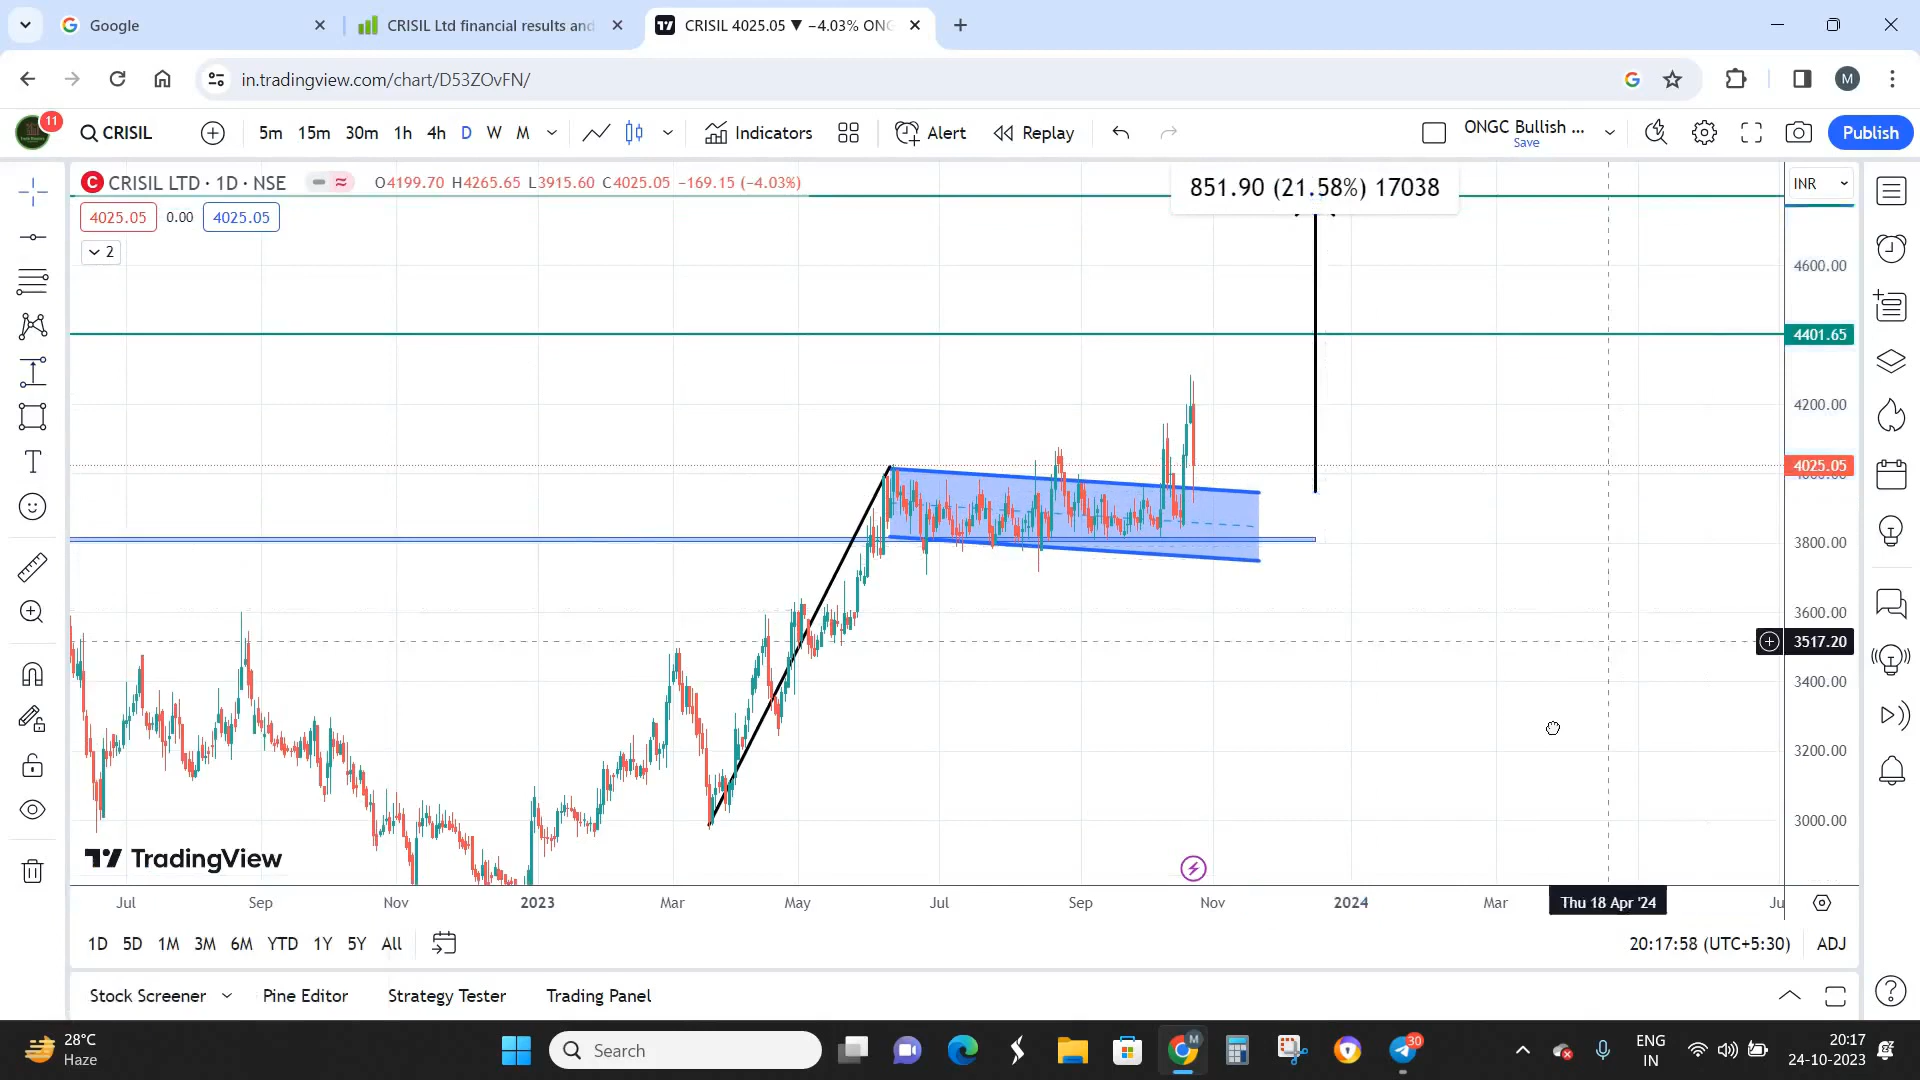 Google
CRISIL Ltd financial results and
CRISIL 4025.05 ▼ −4.03% ONG
in.tradingview.com/chart/D53ZOvFN/
M
11
CRISIL
5m 15m 30m 1h 4h D W M
Indicators
Alert
Replay
ONGC Bullish ...
Save
Publish
C CRISIL LTD · 1D · NSE O4199.70 H4265.65 L3915.60 C4025.05 −169.15 (−4.03%)
4025.05 0.00 4025.05
2
851.90 (21.58%) 17038
INR
4600.00
4401.65
4200.00
4025.05
3800.00
3600.00
3517.20
3400.00
3200.00
3000.00
TradingView
Jul Sep Nov 2023 Mar May Jul Sep Nov 2024 Mar Thu 18 Apr '24 Ju
1D 5D 1M 3M 6M YTD 1Y 5Y All
20:17:58 (UTC+5:30) ADJ
Stock Screener Pine Editor Strategy Tester Trading Panel
28°C
Haze
Search
M
30
ENG
IN
20:17
24-10-2023